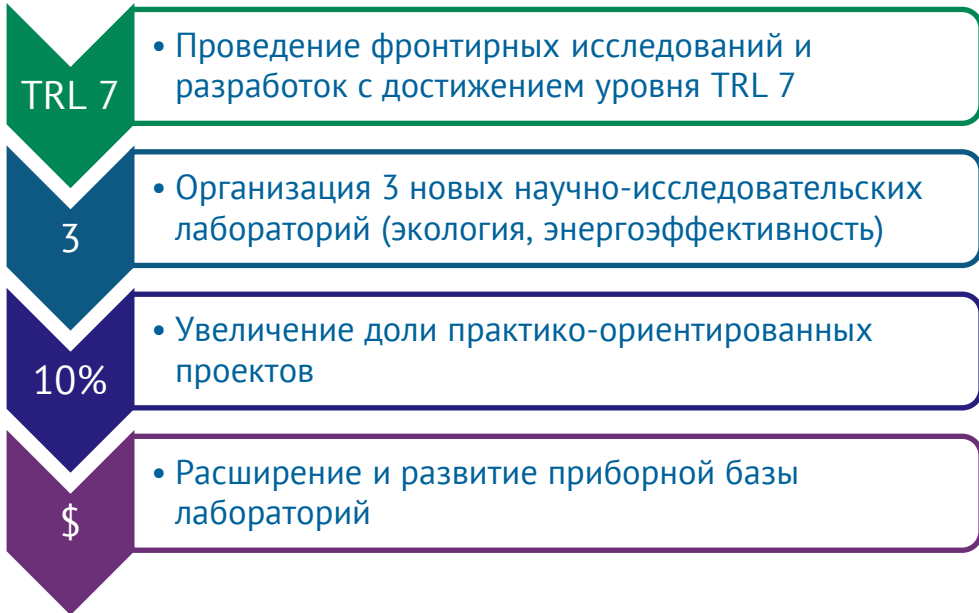 TRL 7
• Проведение фронтирных исследований и
разработок с достижением уровня TRL 7
3
• Организация 3 новых научно-исследовательских
лабораторий (экология, энергоэффективность)
10%
• Увеличение доли практико-ориентированных
проектов
$
• Расширение и развитие приборной базы
лабораторий